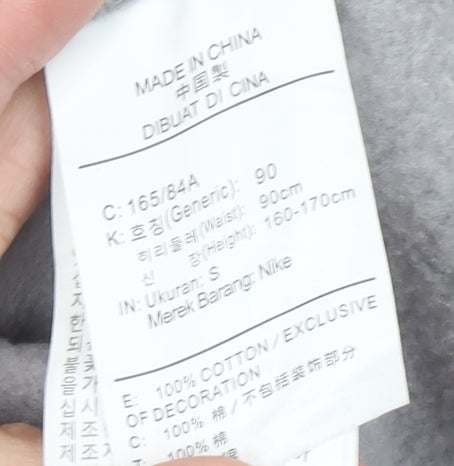 MADE IN CHINA
中国製
DIBUAT DI CINA
C: 165/84A
K: 호칭(Generic): 90
허리둘레(Waist): 90cm
신 장(Height): 160-170cm
IN: Ukuran: S
Merek Barang: Nike
E: 100% COTTON / EXCLUSIVE
OF DECORATION
C: 100% 棉 / 不包括装饰部分
100% 棉